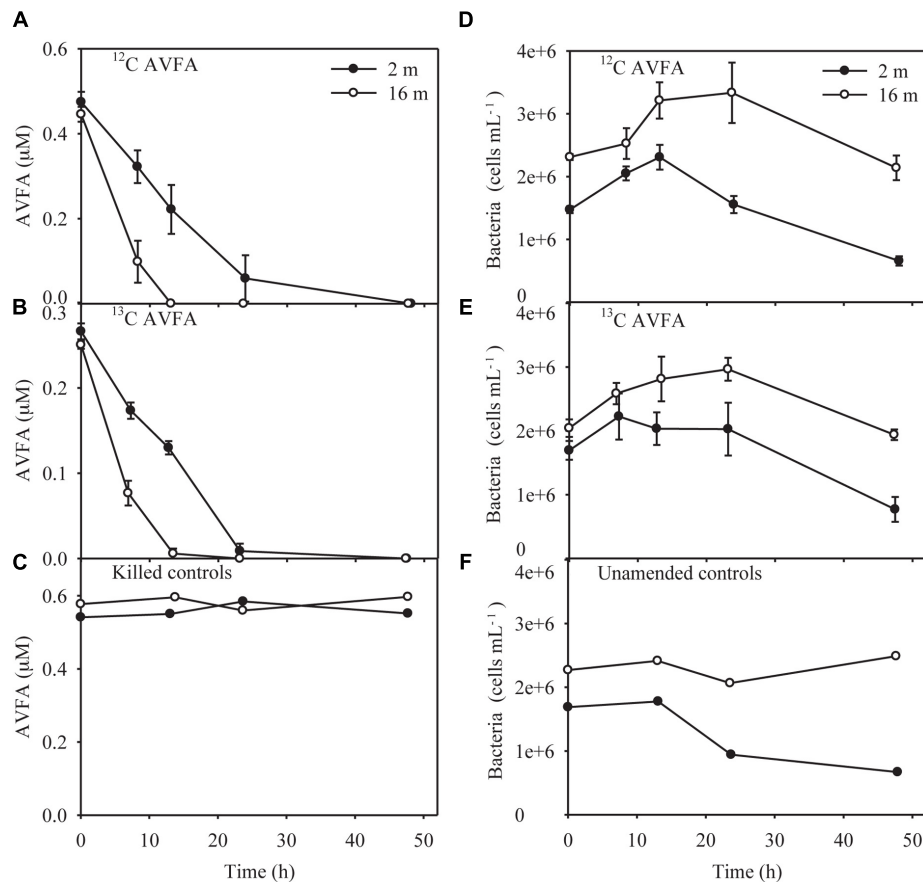 A
0.6
0.4
0.2
0.0
AVFA (µM)
¹²C AVFA
2 m
16 m
B
0.3
0.2
0.1
0.0
AVFA (µM)
¹³C AVFA
C
0.6
0.4
0.2
0.0
AVFA (µM)
Killed controls
0 10 20 30 40 50
Time (h)
D
4e+6
3e+6
2e+6
1e+6
0
Bacteria (cells mL⁻¹)
¹²C AVFA
2 m
16 m
E
4e+6
3e+6
2e+6
1e+6
0
Bacteria (cells mL⁻¹)
¹³C AVFA
F
4e+6
3e+6
2e+6
1e+6
0
Bacteria (cells mL⁻¹)
Unamended controls
0 10 20 30 40 50
Time (h)